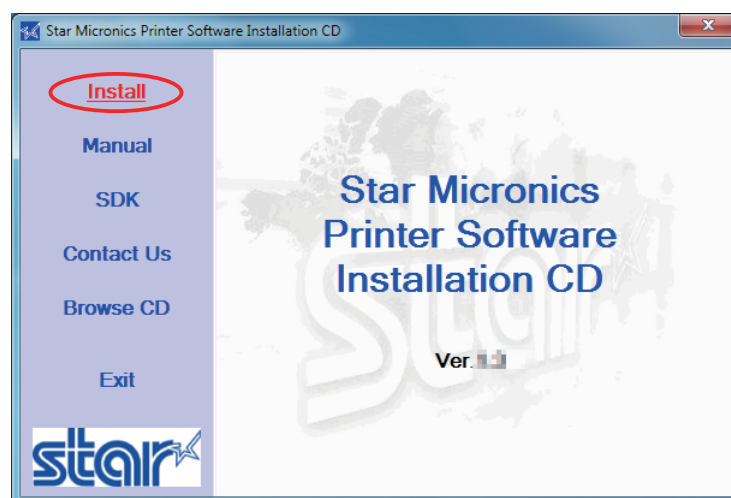 Star Micronics Printer Software Installation CD
Install
Manual
SDK
Contact Us
Browse CD
Exit
star
Star Micronics
Printer Software
Installation CD
Ver.
Star